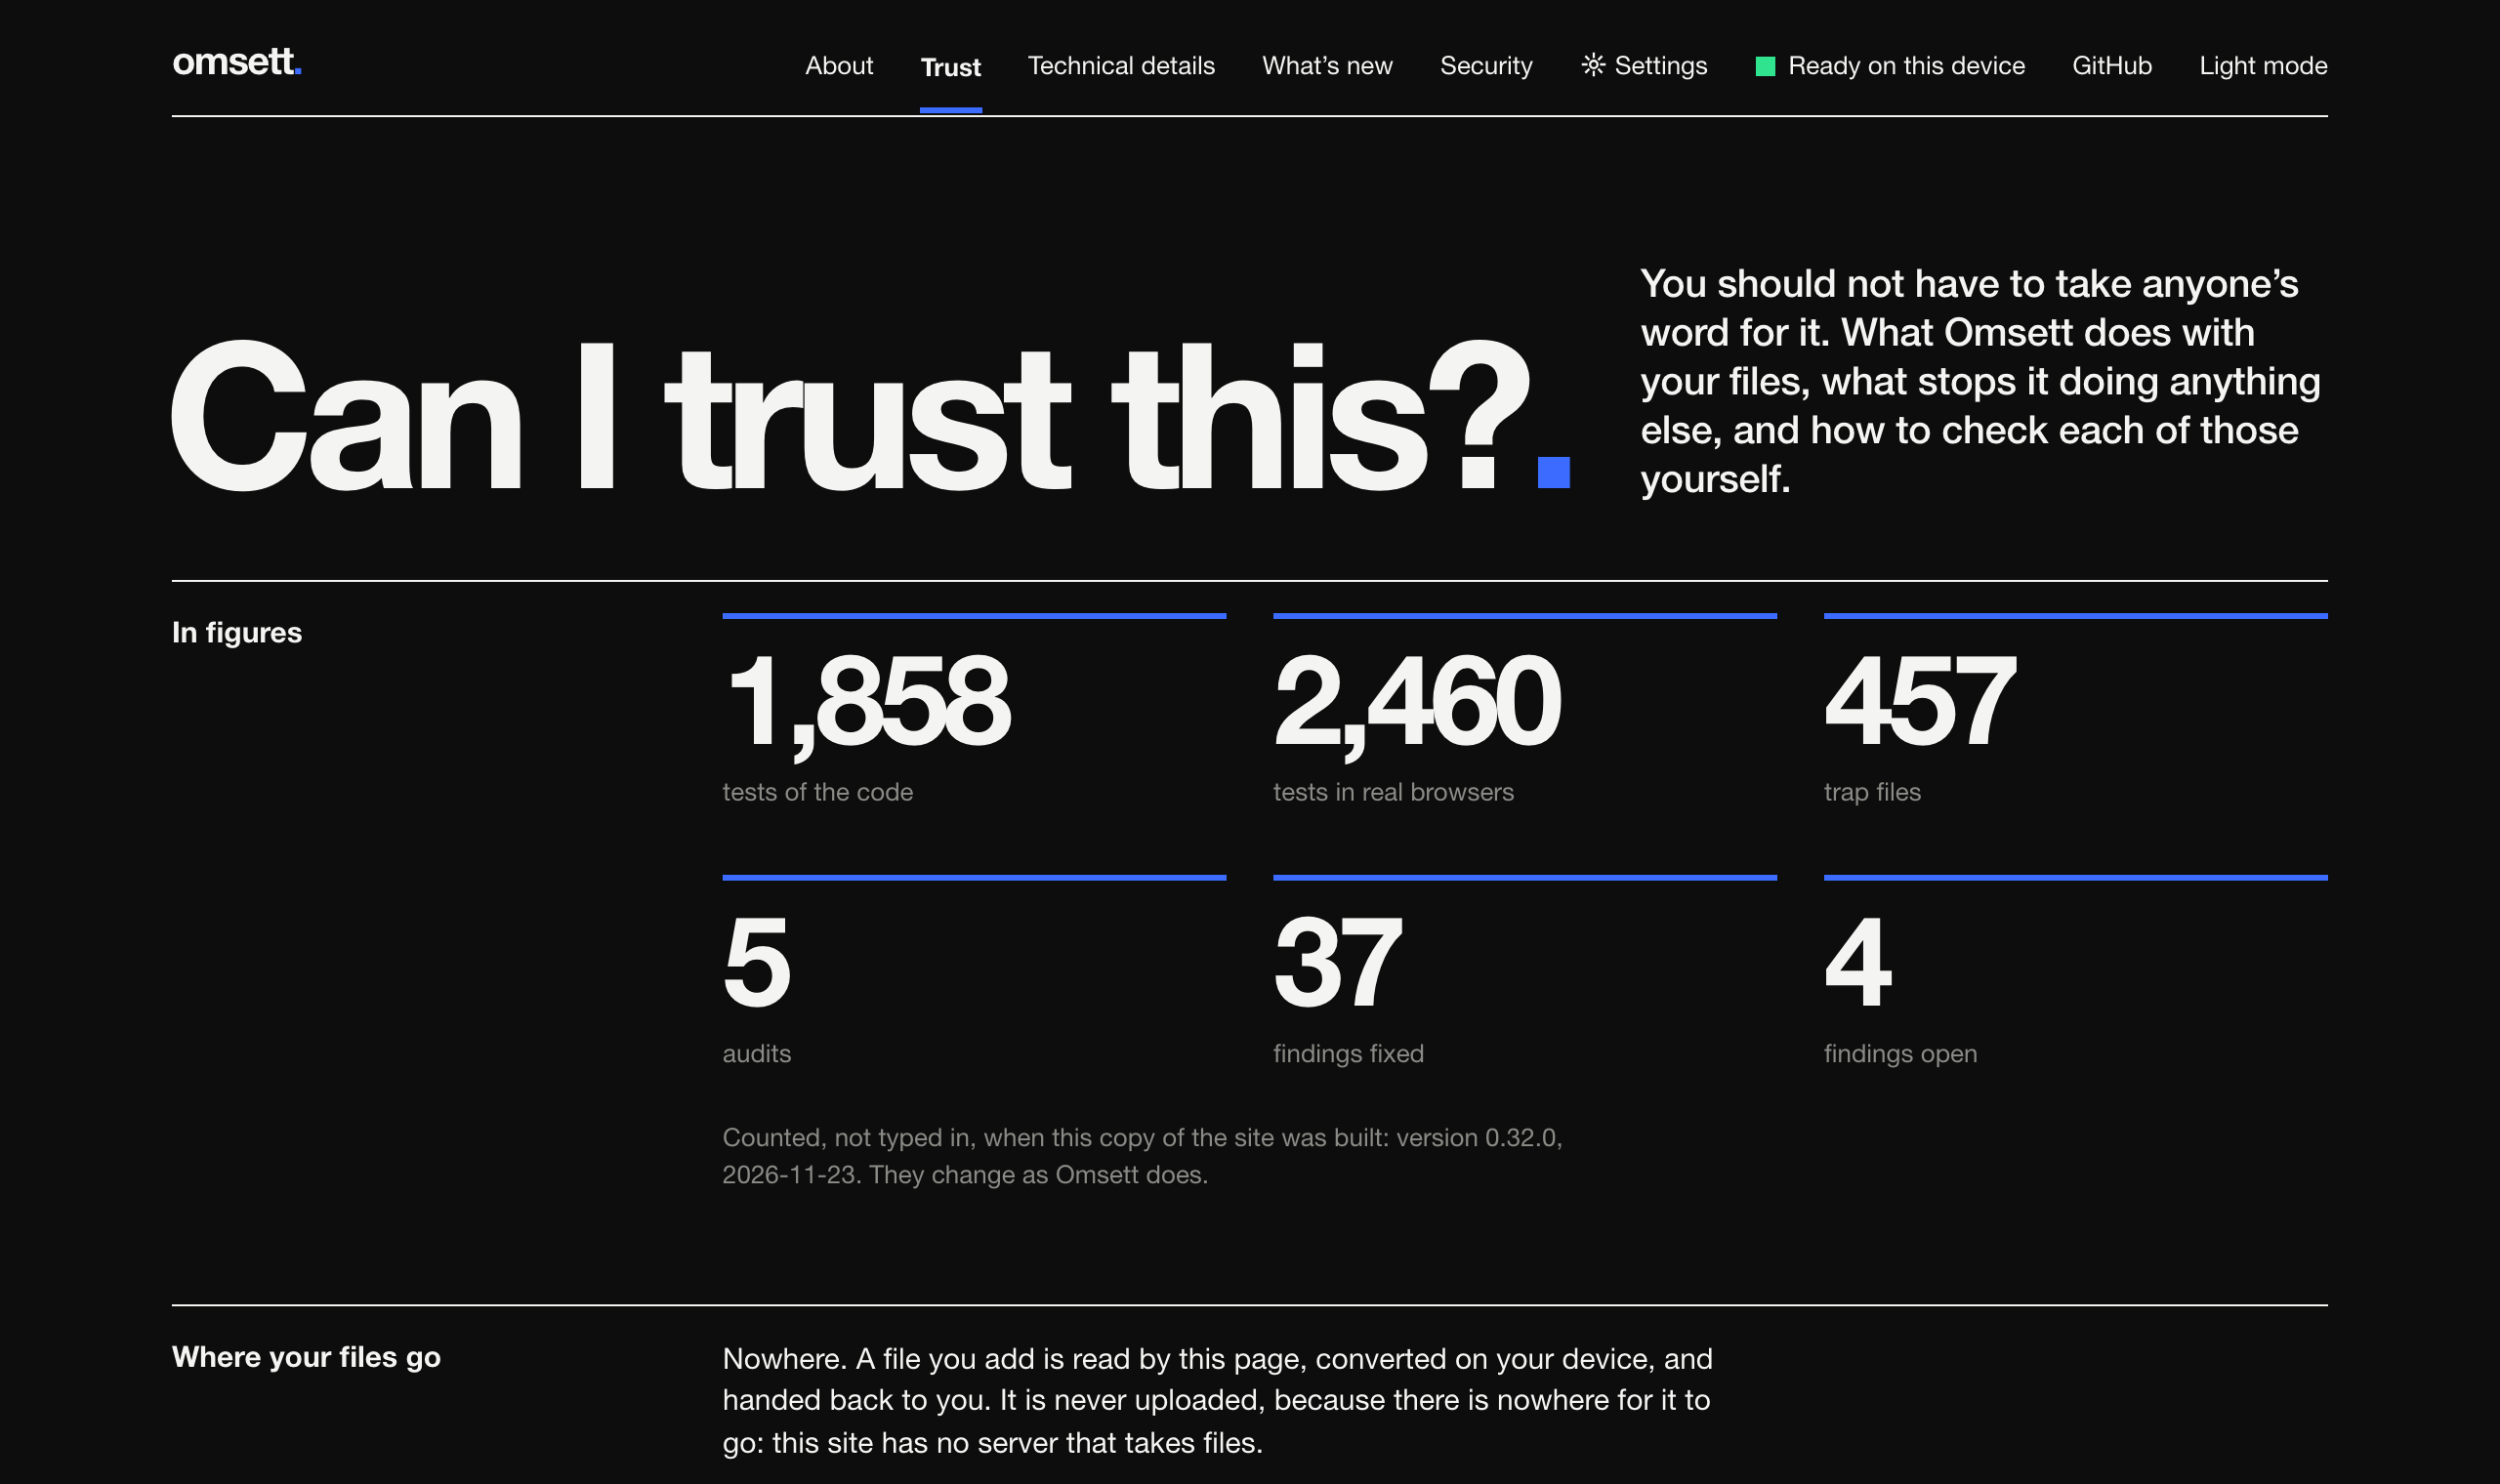 omsett.
About Trust Technical details What’s new Security Settings Ready on this device GitHub Light mode
Can I trust this?.
You should not have to take anyone’s
word for it. What Omsett does with
your files, what stops it doing anything
else, and how to check each of those
yourself.
In figures
1,858 2,460 457
tests of the code tests in real browsers trap files
5 37 4
audits findings fixed findings open
Counted, not typed in, when this copy of the site was built: version 0.32.0,
2026-11-23. They change as Omsett does.
Where your files go
Nowhere. A file you add is read by this page, converted on your device, and
handed back to you. It is never uploaded, because there is nowhere for it to
go: this site has no server that takes files.